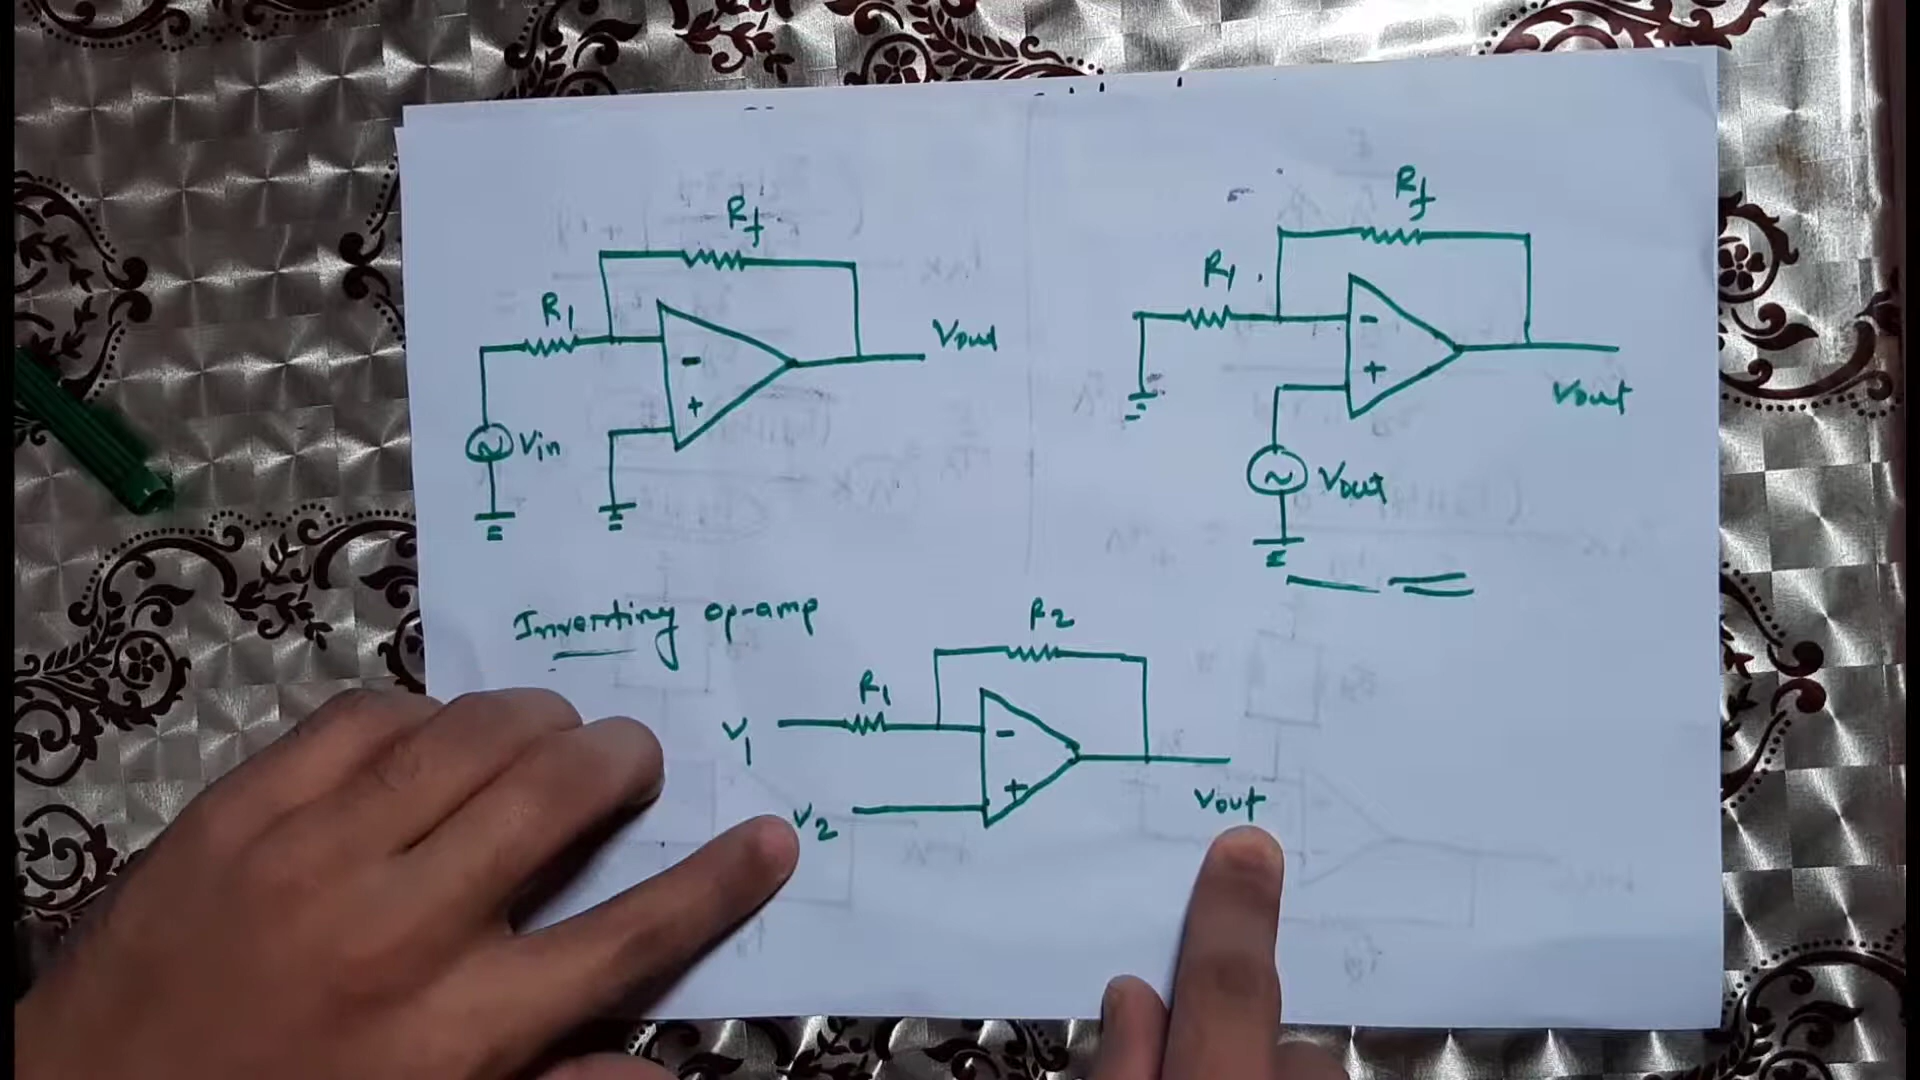 Rf
R1
-
+
Vout
Vin
Rf
R1
-
+
Vout
Vout
Inverting op-amp
R2
R1
V1
-
+
V2
Vout